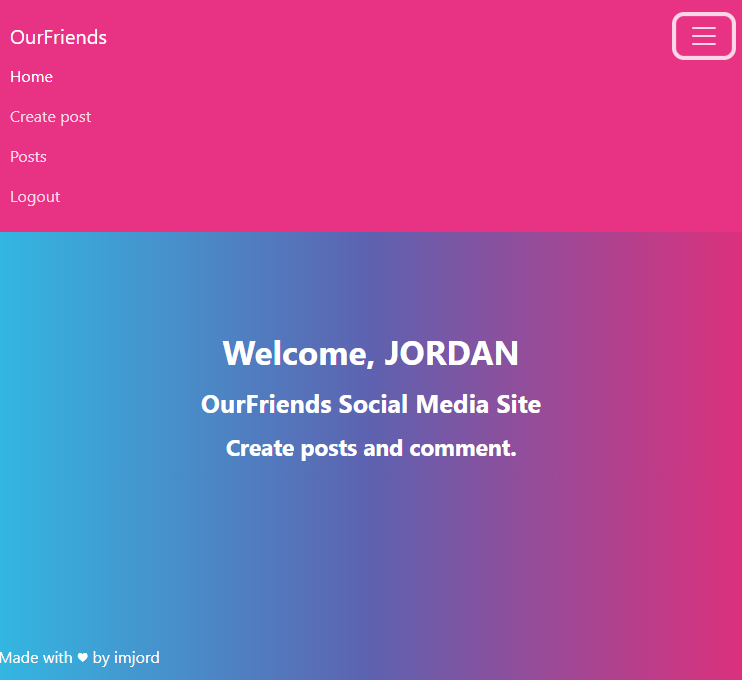 OurFriends
Home
Create post
Posts
Logout
Welcome, JORDAN
OurFriends Social Media Site
Create posts and comment.
Made with ♥ by imjord